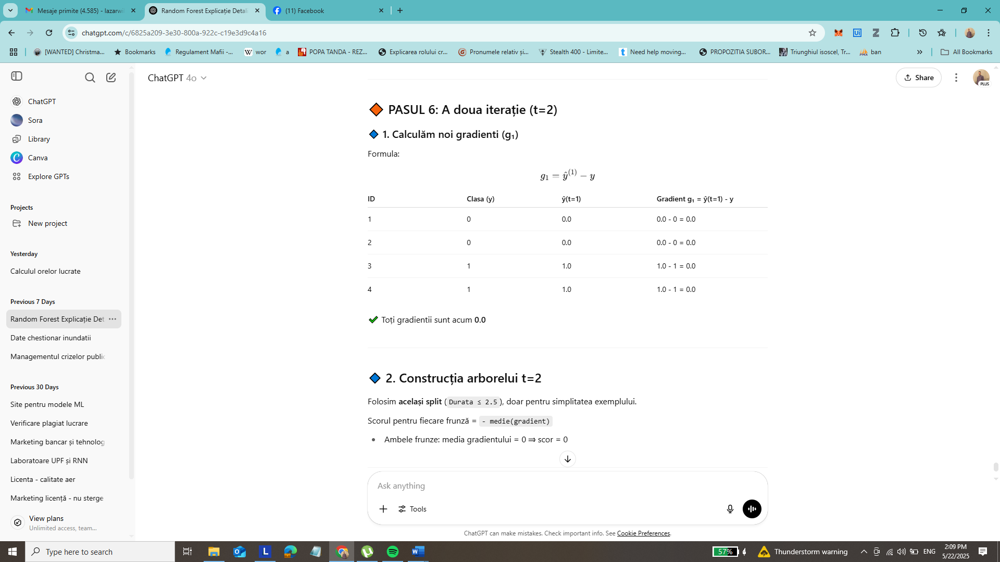 Mesaje primite (4.585) - lazarwi
Random Forest Explicație Detali
(11) Facebook
chatgpt.com/c/6825a209-3e30-800a-922c-c19e3d9c4a16
[WANTED] Christma...
Bookmarks
Regulament Mafii -...
wor
a
POPA TANDA - REZ...
Explicarea rolului cr...
Pronumele relativ și...
Stealth 400 - Limite...
Need help moving...
PROPOZITIA SUBOR...
Triunghiul isoscel, Tr...
ban
All Bookmarks
ChatGPT 4o
Share
PLUS
ChatGPT
Sora
Library
Canva
Explore GPTs
Projects
New project
Yesterday
Calculul orelor lucrate
Previous 7 Days
Random Forest Explicație Det
Date chestionar inundatii
Managementul crizelor public
Previous 30 Days
Site pentru modele ML
Verificare plagiat lucrare
Marketing bancar și tehnolog
Laboratoare UPF și RNN
Licenta - calitate aer
Marketing licență - nu sterge
View plans
Unlimited access, team...
PASUL 6: A doua iterație (t=2)
1. Calculăm noi gradienti (g₁)
Formula:
g₁ = ŷ⁽¹⁾ − y
ID Clasa (y) ŷ(t=1) Gradient g₁ = ŷ(t=1) - y
1 0 0.0 0.0 - 0 = 0.0
2 0 0.0 0.0 - 0 = 0.0
3 1 1.0 1.0 - 1 = 0.0
4 1 1.0 1.0 - 1 = 0.0
Toți gradientii sunt acum 0.0
2. Construcția arborelui t=2
Folosim același split (Durata ≤ 2.5), doar pentru simplitatea exemplului.
Scorul pentru fiecare frunză = - medie(gradient)
Ambele frunze: media gradientului = 0 ⇒ scor = 0
Ask anything
Tools
ChatGPT can make mistakes. Check important info. See Cookie Preferences.
Type here to search
57%
Thunderstorm warning
ENG
2:09 PM
5/22/2025